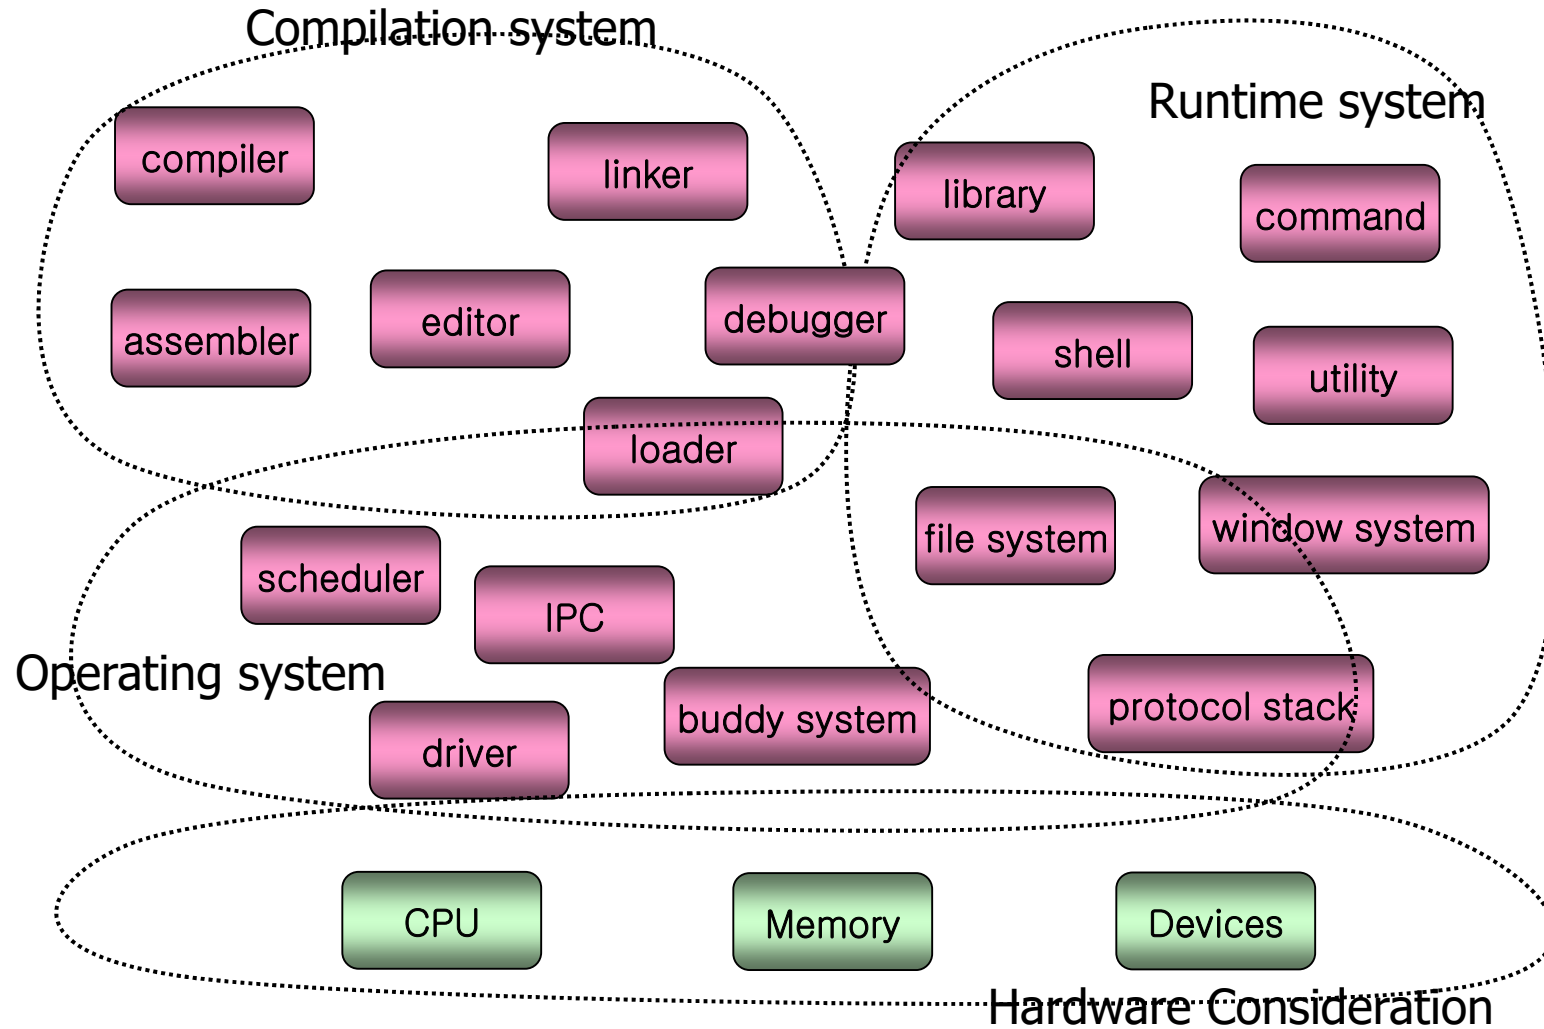 Compilation system
Runtime system
compiler
linker
library
command
assembler
editor
debugger
shell
utility
loader
file system
window system
scheduler
IPC
Operating system
driver
buddy system
protocol stack
CPU
Memory
Devices
Hardware Consideration